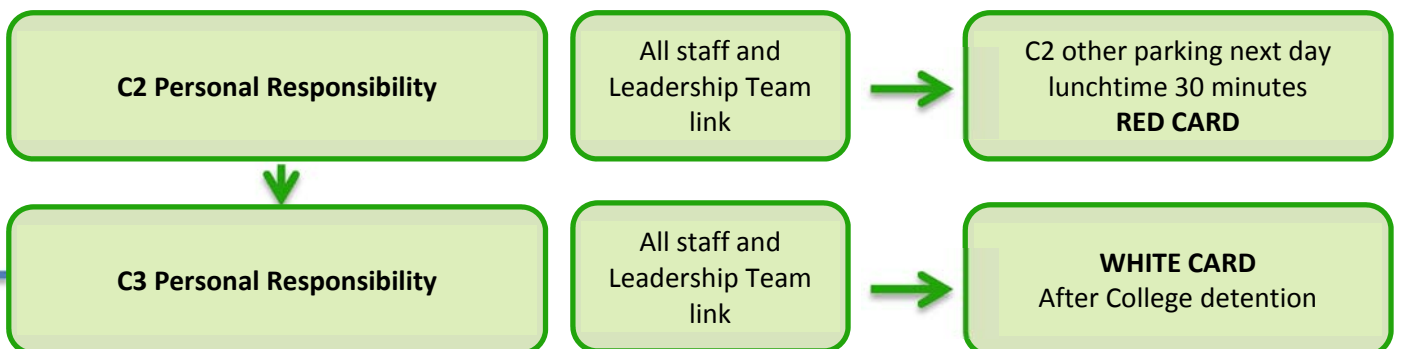 C2 Personal Responsibility
All staff and
Leadership Team
link
C2 other parking next day
lunchtime 30 minutes
RED CARD
C3 Personal Responsibility
All staff and
Leadership Team
link
WHITE CARD
After College detention